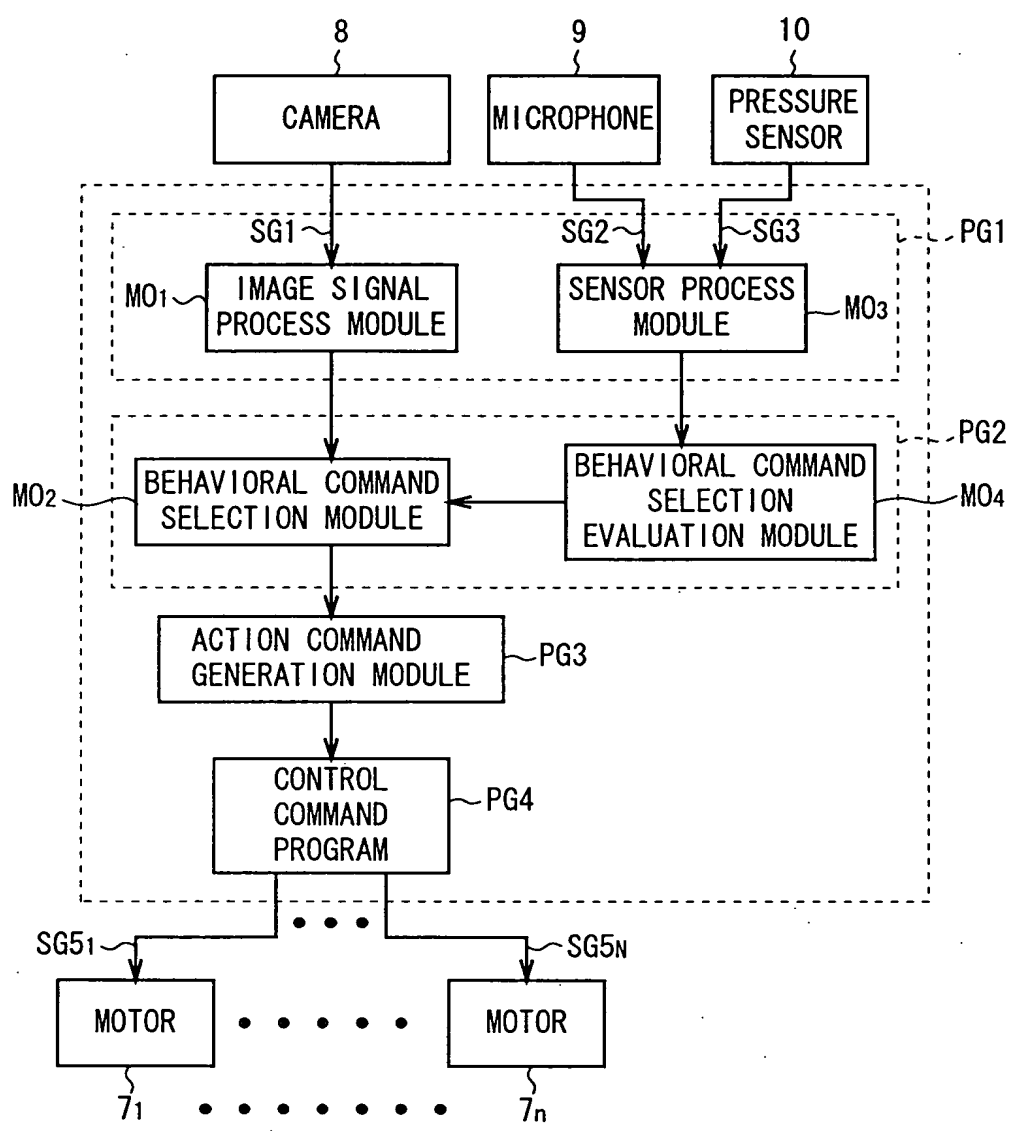 8
9
10
CAMERA
MICROPHONE
PRESSURE
SENSOR
SG1
SG2
SG3
PG1
MO1
IMAGE SIGNAL
PROCESS MODULE
SENSOR PROCESS
MODULE
MO3
PG2
MO2
BEHAVIORAL COMMAND
SELECTION MODULE
BEHAVIORAL COMMAND
SELECTION
EVALUATION MODULE
MO4
ACTION COMMAND
GENERATION MODULE
PG3
CONTROL
COMMAND
PROGRAM
PG4
SG51
SG5N
MOTOR
MOTOR
71
7n